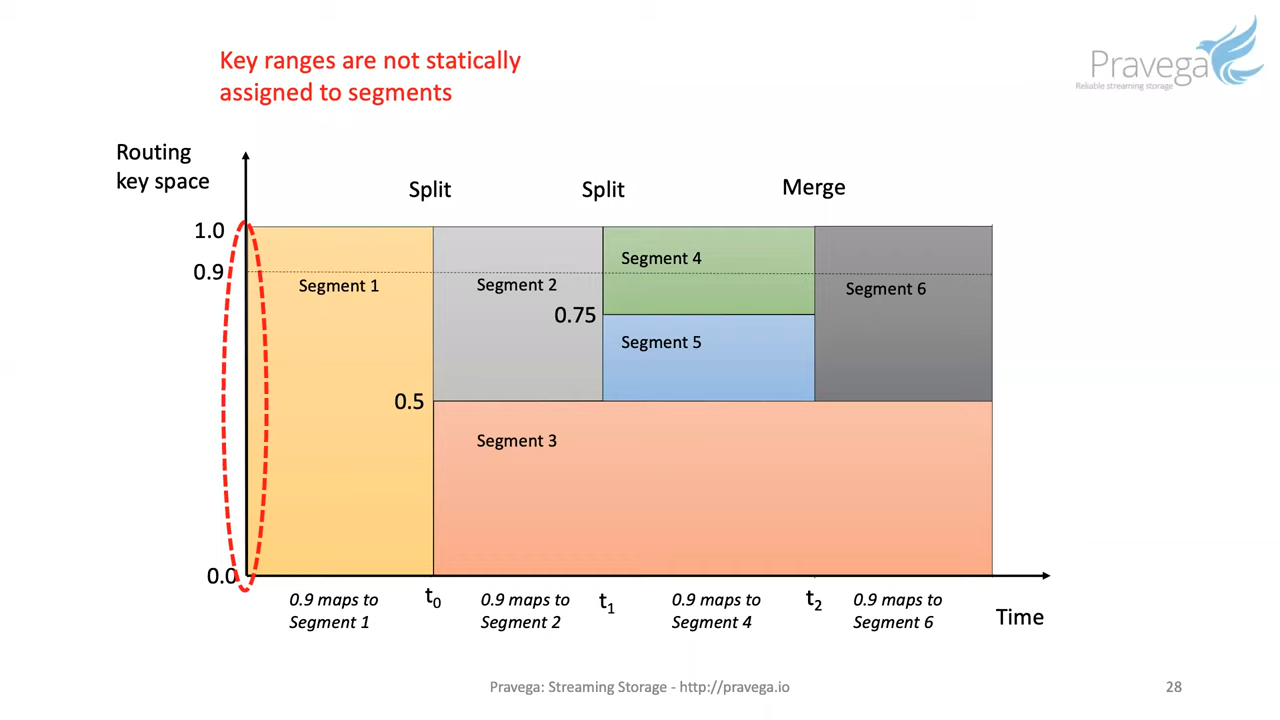 Key ranges are not statically
assigned to segments
Pravega
Reliable streaming storage
Routing
key space
Split
Split
Merge
1.0
0.9
Segment 1
Segment 2
Segment 4
Segment 6
0.75
Segment 5
0.5
Segment 3
0.0
0.9 maps to
Segment 1
t0
0.9 maps to
Segment 2
t1
0.9 maps to
Segment 4
t2
0.9 maps to
Segment 6
Time
Pravega: Streaming Storage - http://pravega.io
28